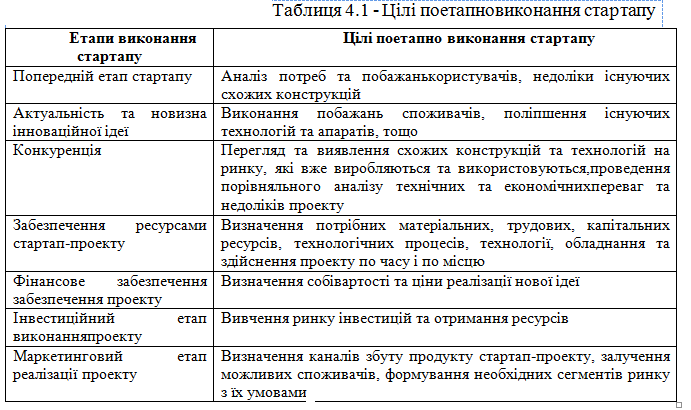 Таблиця 4.1 - Цілі поетапновиконання стартапу
Етапи виконання
стартапу
Цілі поетапно виконання стартапу
Попередній етап стартапу
Аналіз потреб та побажанькористувачів, недоліки існуючих
схожих конструкцій
Актуальність та новизна
інноваційної ідеї
Виконання побажань споживачів, поліпшення існуючих
технологій та апаратів, тощо
Конкуренція
Перегляд та виявлення схожих конструкцій та технологій на
ринку, які вже виробляються та використовуються,проведення
порівняльного аналізу технічних та економічнихпереваг та
недоліків проекту
Забезпечення ресурсами
стартап-проекту
Визначення потрібних матеріальних, трудових, капітальних
ресурсів, технологічних процесів, технології, обладнання та
здійснення проекту по часу і по місцю
Фінансове забезпечення
забезпечення проекту
Визначення собівартості та ціни реалізації нової ідеї
Інвестиційний етап
виконанняпроекту
Вивчення ринку інвестицій та отримання ресурсів
Маркетинговий етап
реалізації проекту
Визначення каналів збуту продукту стартап-проекту, залучення
можливих споживачів, формування необхідних сегментів ринку
з їх умовами